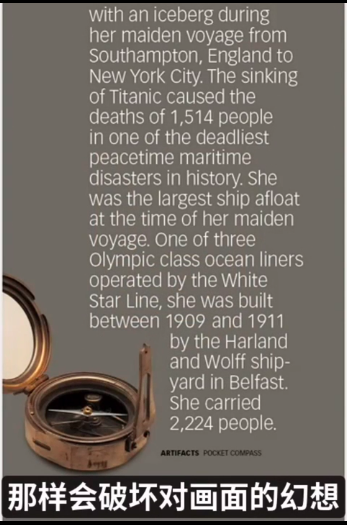 with an iceberg during
her maiden voyage from
Southampton, England to
New York City. The sinking
of Titanic caused the
deaths of 1,514 people
in one of the deadliest
peacetime maritime
disasters in history. She
was the largest ship afloat
at the time of her maiden
voyage. One of three
Olympic class ocean liners
operated by the White
Star Line, she was built
between 1909 and 1911
by the Harland
and Wolff ship-
yard in Belfast.
She carried
2,224 people.
ARTIFACTS POCKET COMPASS
那样会破坏对画面的幻想